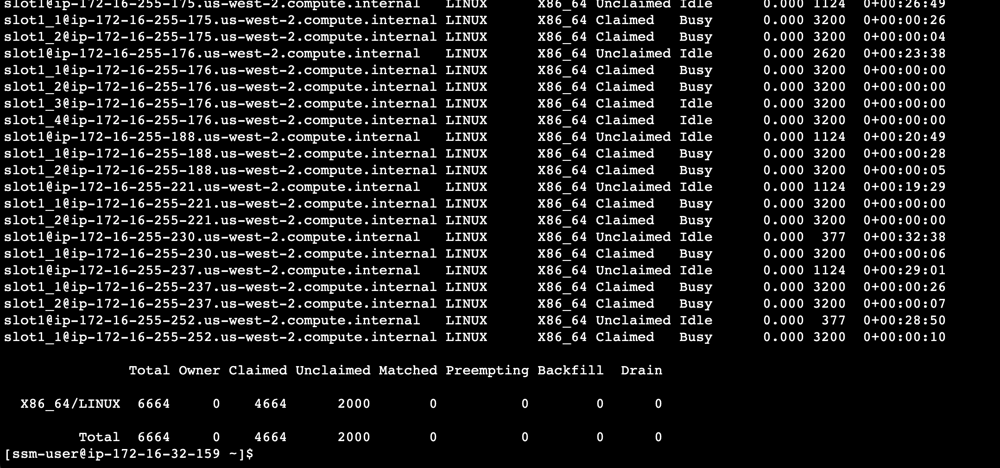 slot1@ip-172-16-255-175.us-west-2.compute.internal   LINUX      X86_64 Unclaimed Idle      0.000 1124  0+00:26:49
slot1_1@ip-172-16-255-175.us-west-2.compute.internal LINUX      X86_64 Claimed   Busy      0.000 3200  0+00:00:26
slot1_2@ip-172-16-255-175.us-west-2.compute.internal LINUX      X86_64 Claimed   Busy      0.000 3200  0+00:00:04
slot1@ip-172-16-255-176.us-west-2.compute.internal   LINUX      X86_64 Unclaimed Idle      0.000 2620  0+00:23:38
slot1_1@ip-172-16-255-176.us-west-2.compute.internal LINUX      X86_64 Claimed   Busy      0.000 3200  0+00:00:00
slot1_2@ip-172-16-255-176.us-west-2.compute.internal LINUX      X86_64 Claimed   Busy      0.000 3200  0+00:00:00
slot1_3@ip-172-16-255-176.us-west-2.compute.internal LINUX      X86_64 Claimed   Idle      0.000 3200  0+00:00:00
slot1_4@ip-172-16-255-176.us-west-2.compute.internal LINUX      X86_64 Claimed   Idle      0.000 3200  0+00:00:00
slot1@ip-172-16-255-188.us-west-2.compute.internal   LINUX      X86_64 Unclaimed Idle      0.000 1124  0+00:20:49
slot1_1@ip-172-16-255-188.us-west-2.compute.internal LINUX      X86_64 Claimed   Busy      0.000 3200  0+00:00:28
slot1_2@ip-172-16-255-188.us-west-2.compute.internal LINUX      X86_64 Claimed   Busy      0.000 3200  0+00:00:05
slot1@ip-172-16-255-221.us-west-2.compute.internal   LINUX      X86_64 Unclaimed Idle      0.000 1124  0+00:19:29
slot1_1@ip-172-16-255-221.us-west-2.compute.internal LINUX      X86_64 Claimed   Busy      0.000 3200  0+00:00:00
slot1_2@ip-172-16-255-221.us-west-2.compute.internal LINUX      X86_64 Claimed   Busy      0.000 3200  0+00:00:00
slot1@ip-172-16-255-230.us-west-2.compute.internal   LINUX      X86_64 Unclaimed Idle      0.000  377  0+00:32:38
slot1_1@ip-172-16-255-230.us-west-2.compute.internal LINUX      X86_64 Claimed   Busy      0.000 3200  0+00:00:06
slot1@ip-172-16-255-237.us-west-2.compute.internal   LINUX      X86_64 Unclaimed Idle      0.000 1124  0+00:29:01
slot1_1@ip-172-16-255-237.us-west-2.compute.internal LINUX      X86_64 Claimed   Busy      0.000 3200  0+00:00:26
slot1_2@ip-172-16-255-237.us-west-2.compute.internal LINUX      X86_64 Claimed   Busy      0.000 3200  0+00:00:07
slot1@ip-172-16-255-252.us-west-2.compute.internal   LINUX      X86_64 Unclaimed Idle      0.000  377  0+00:28:50
slot1_1@ip-172-16-255-252.us-west-2.compute.internal LINUX      X86_64 Claimed   Busy      0.000 3200  0+00:00:10
               Total Owner Claimed Unclaimed Matched Preempting Backfill  Drain
  X86_64/LINUX  6664     0    4664      2000       0          0        0      0
         Total  6664     0    4664      2000       0          0        0      0
[ssm-user@ip-172-16-32-159 ~]$